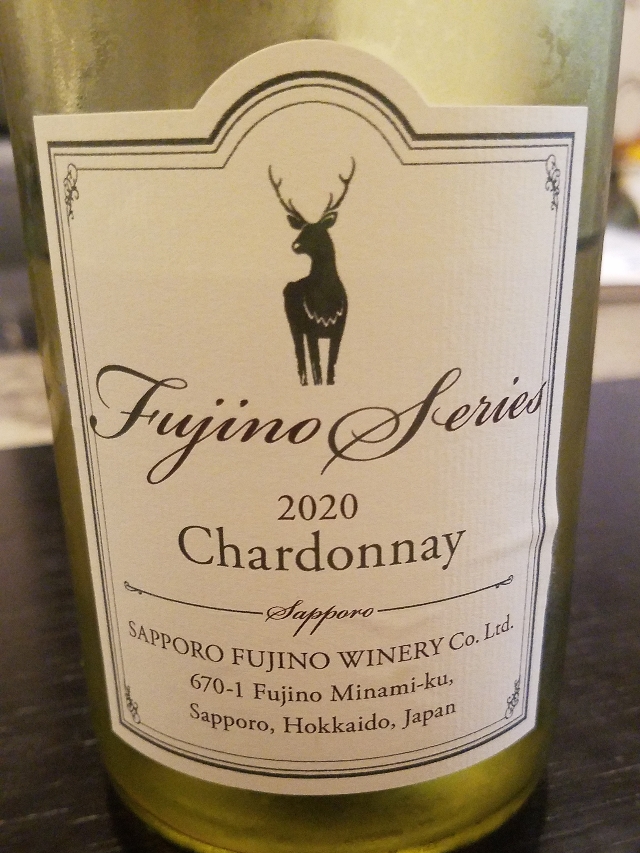 Fujino Series
2020
Chardonnay
Sapporo
SAPPORO FUJINO WINERY Co. Ltd.
670-1 Fujino Minami-ku,
Sapporo, Hokkaido, Japan